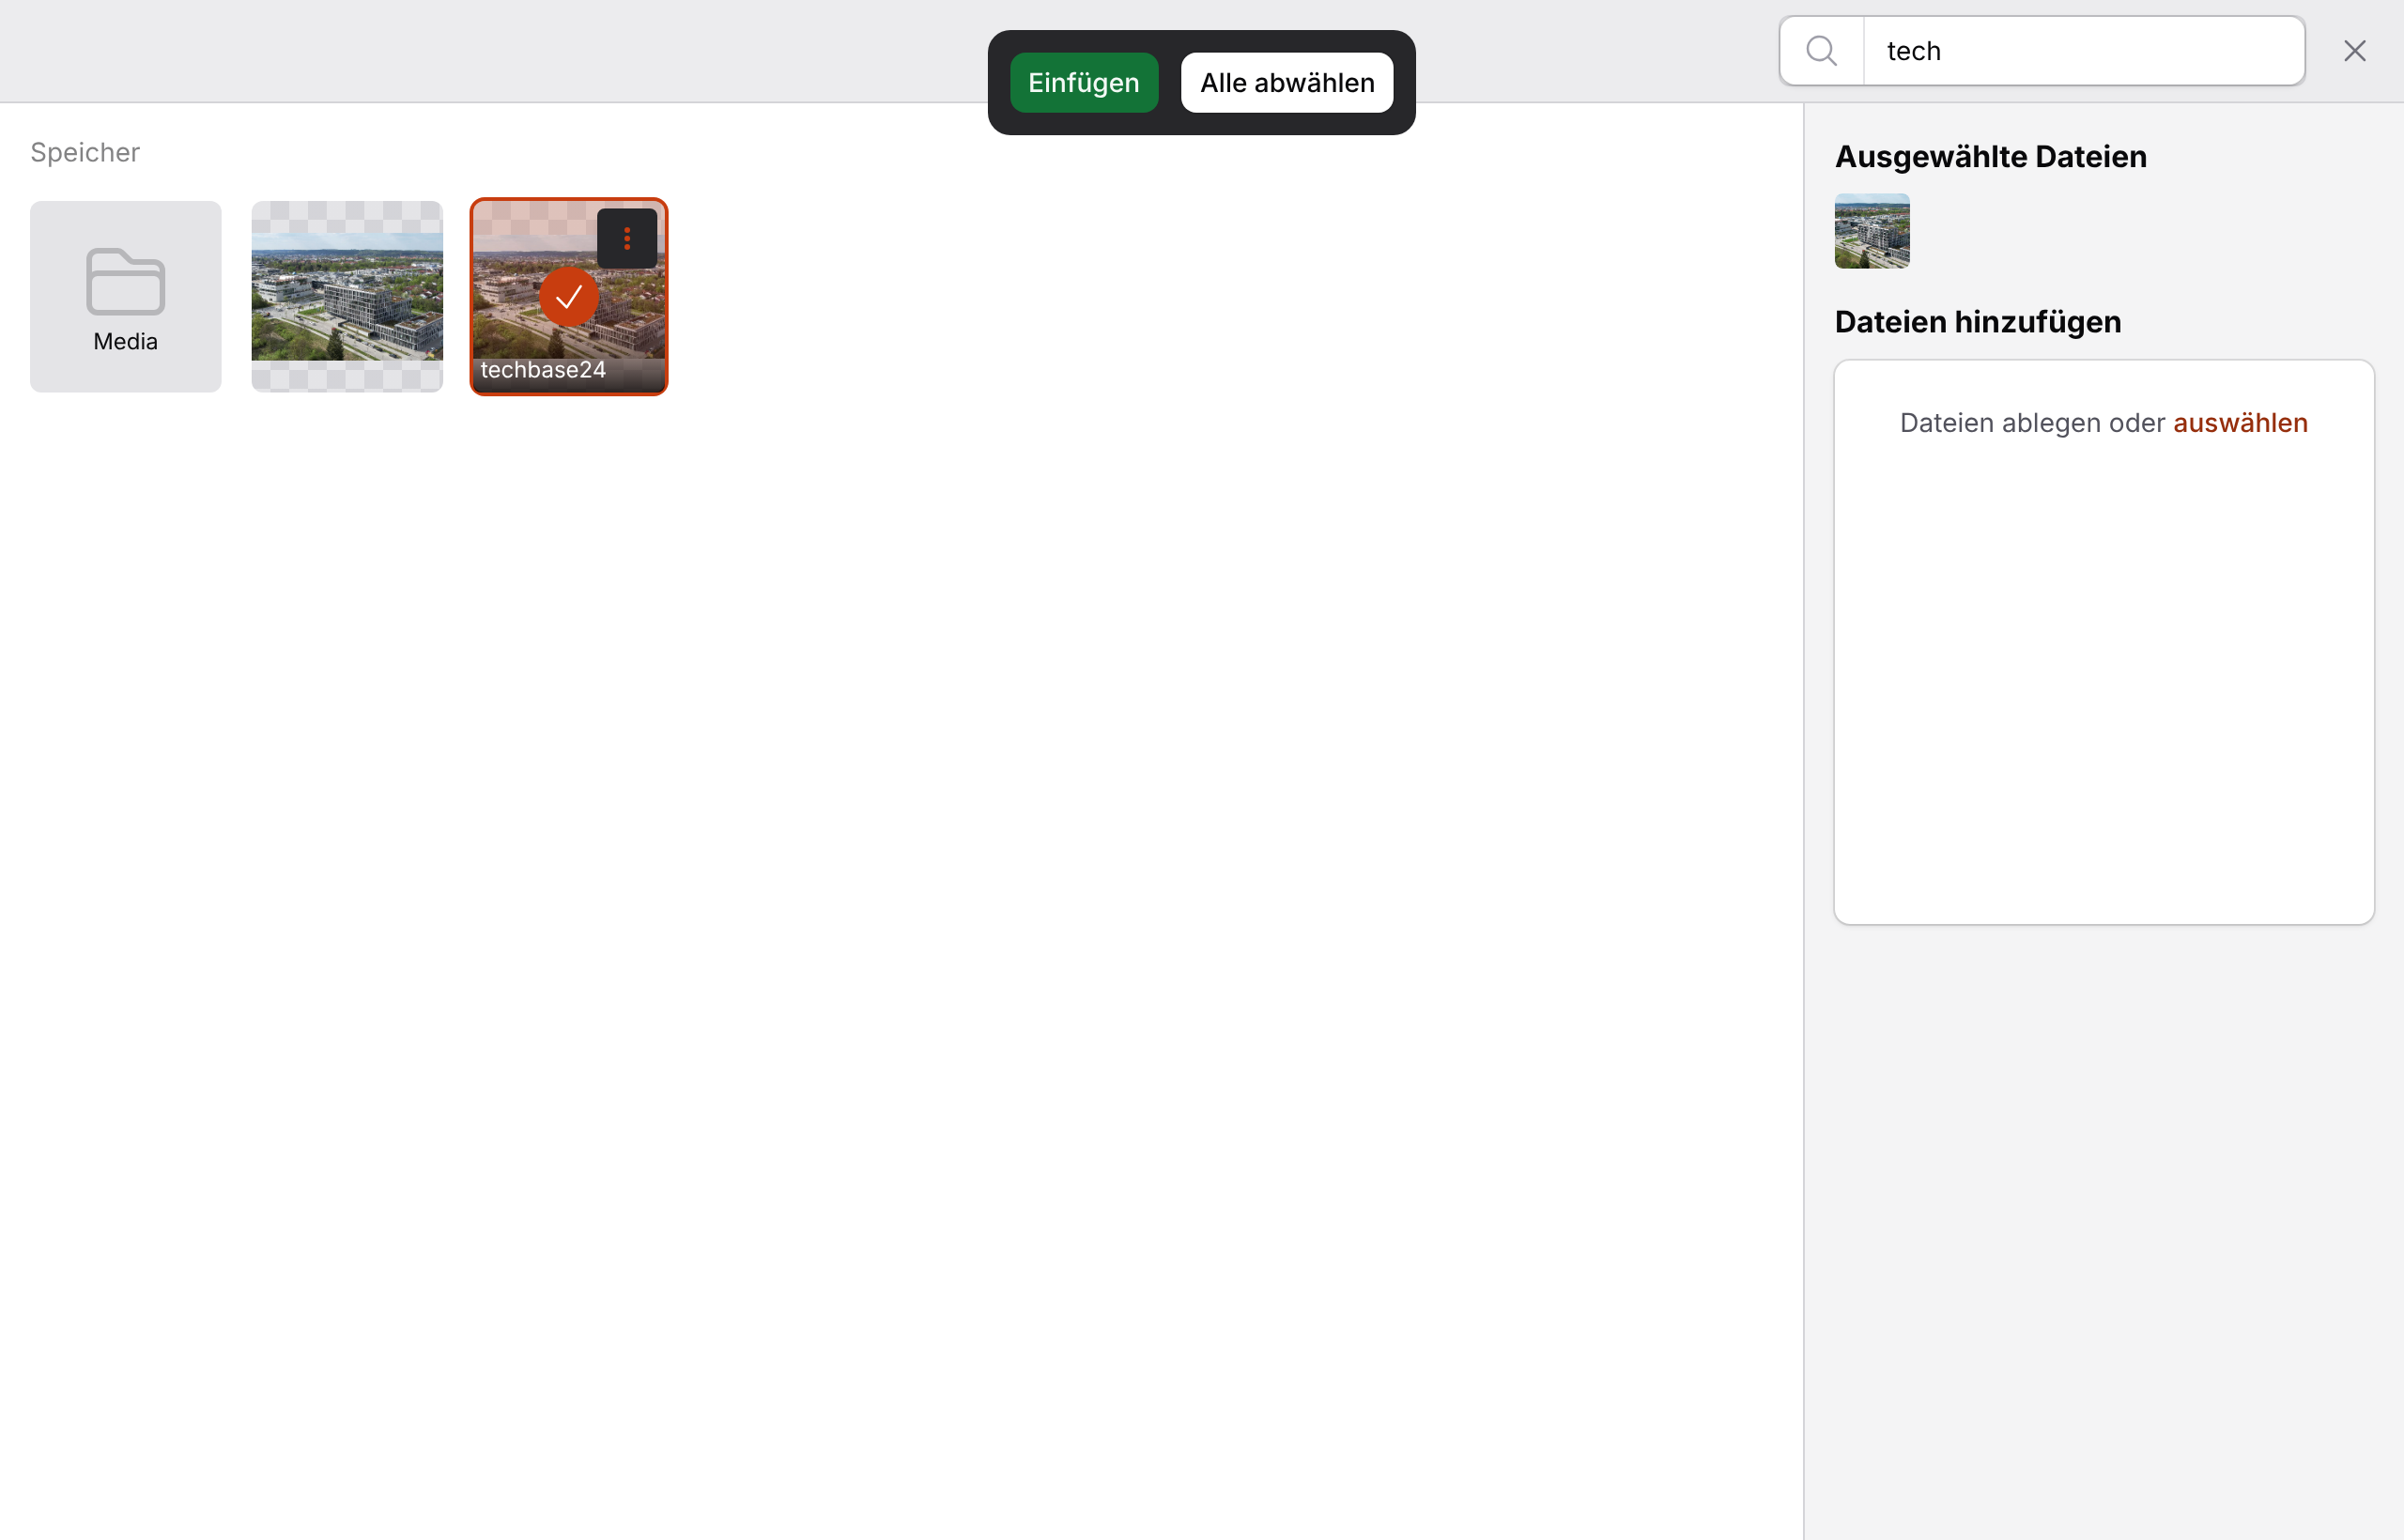 Einfügen
Alle abwählen
tech
Speicher
Media
techbase24
Ausgewählte Dateien
Dateien hinzufügen
Dateien ablegen oder auswählen